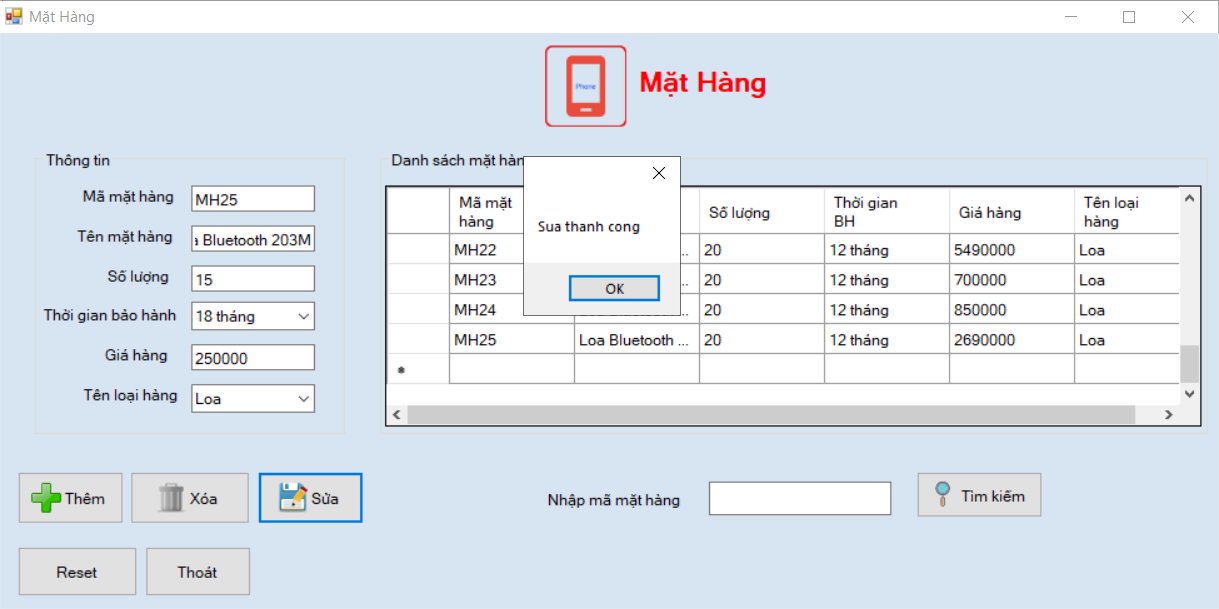 Mặt Hàng
iPhone
Mặt Hàng
Thông tin
Mã mặt hàng MH25
Tên mặt hàng Bluetooth 203M
Số lượng 15
Thời gian bảo hành 18 tháng
Giá hàng 250000
Tên loại hàng Loa
Danh sách mặt hàn
Mã mặt hàng Số lượng Thời gian BH Giá hàng Tên loại hàng
MH22 ... 20 12 tháng 5490000 Loa
MH23 ... 20 12 tháng 700000 Loa
MH24 ... 20 12 tháng 850000 Loa
MH25 Loa Bluetooth ... 20 12 tháng 2690000 Loa
Sua thanh cong
OK
Thêm Xóa Sửa
Nhập mã mặt hàng Tìm kiếm
Reset Thoát